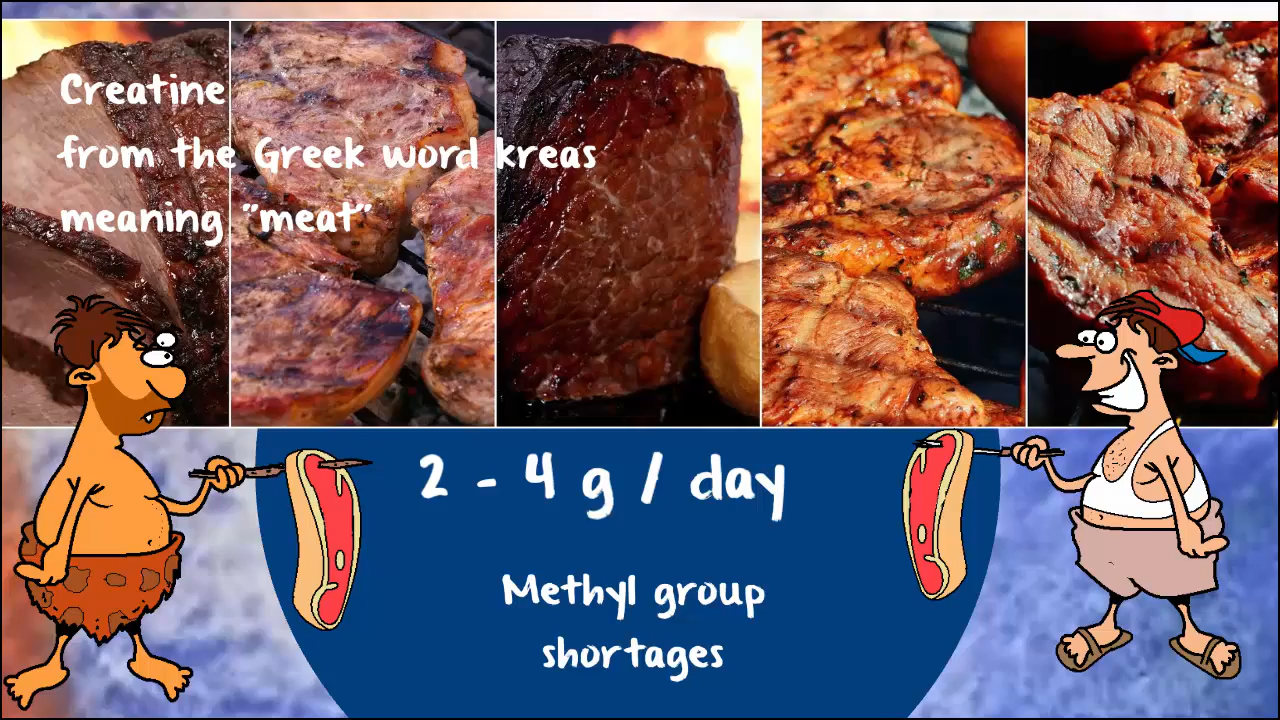 Creatine
from the Greek word kreas
meaning "meat"
2 - 4 g / day
Methyl group
shortages